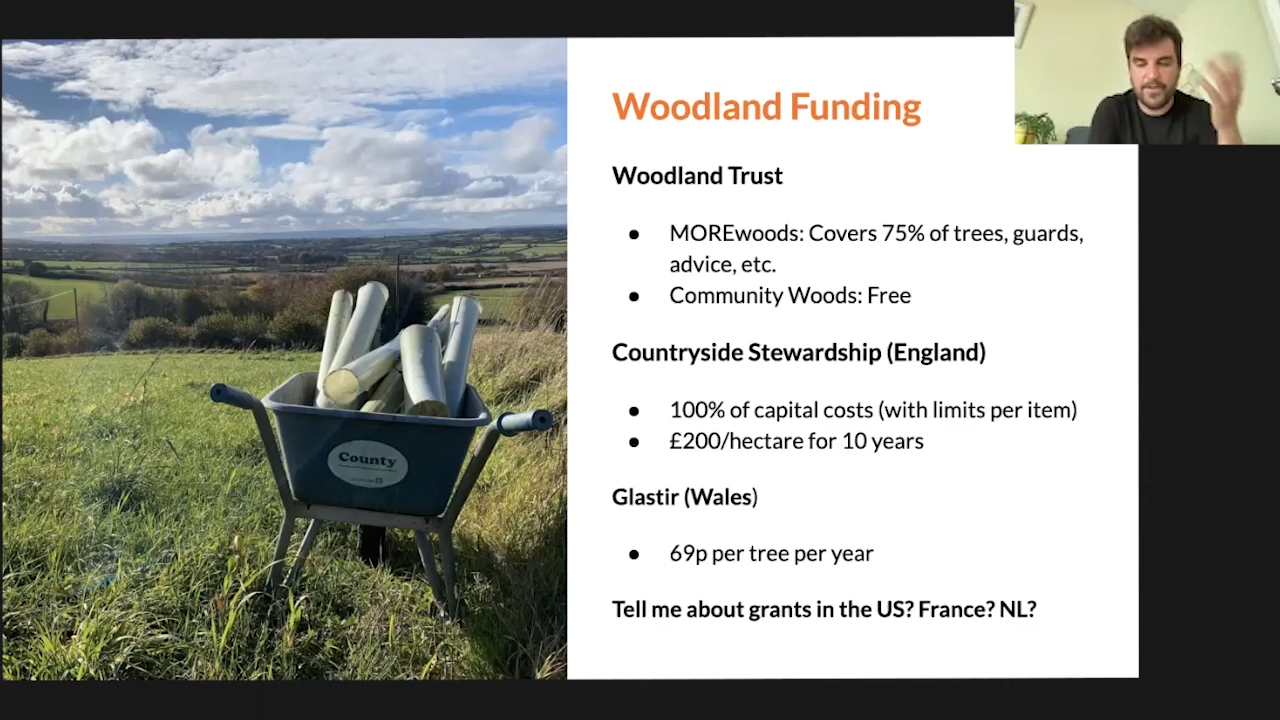 Woodland Funding
Woodland Trust
● MOREwoods: Covers 75% of trees, guards,
advice, etc.
● Community Woods: Free
Countryside Stewardship (England)
● 100% of capital costs (with limits per item)
● £200/hectare for 10 years
Glastir (Wales)
● 69p per tree per year
Tell me about grants in the US? France? NL?
County